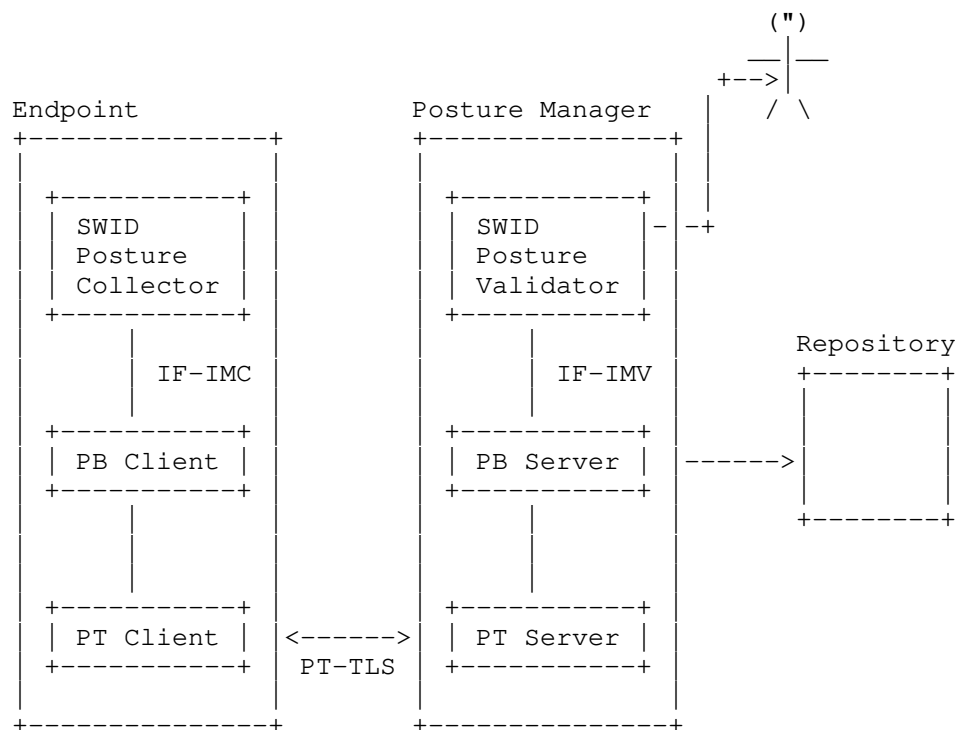 (")
Endpoint
Posture Manager
SWID
Posture
Collector
SWID
Posture
Validator
Repository
IF-IMC
IF-IMV
PB Client
PB Server
PT Client
PT Server
PT-TLS